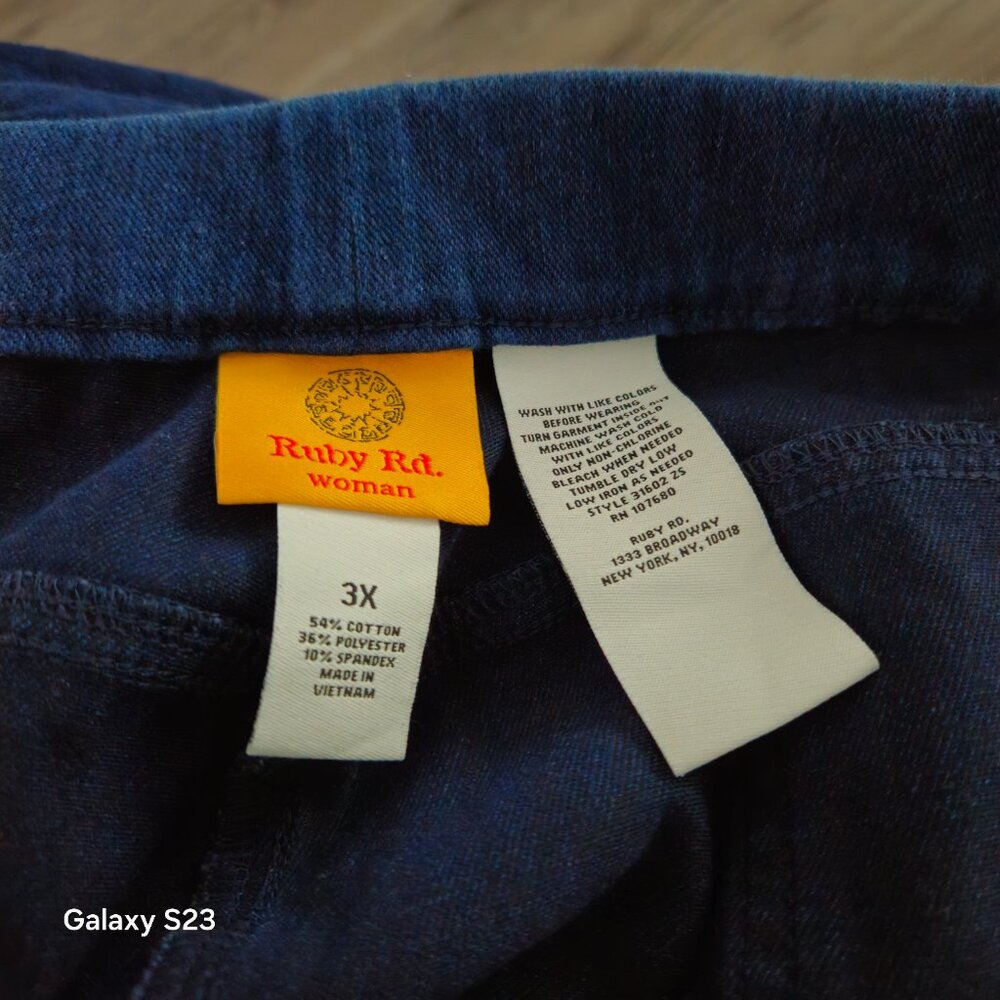 Ruby Rd.
woman
3X
54% COTTON
36% POLYESTER
10% SPANDEX
MADE IN
VIETNAM
WASH WITH LIKE COLORS
BEFORE WEARING
TURN GARMENT INSIDE OUT
MACHINE WASH COLD
WITH LIKE COLORS
ONLY NON-CHLORINE
BLEACH WHEN NEEDED
TUMBLE DRY LOW
LOW IRON AS NEEDED
STYLE 31602 ZS
RN 107680
RUBY RD.
1333 BROADWAY
NEW YORK, NY, 10018
Galaxy S23